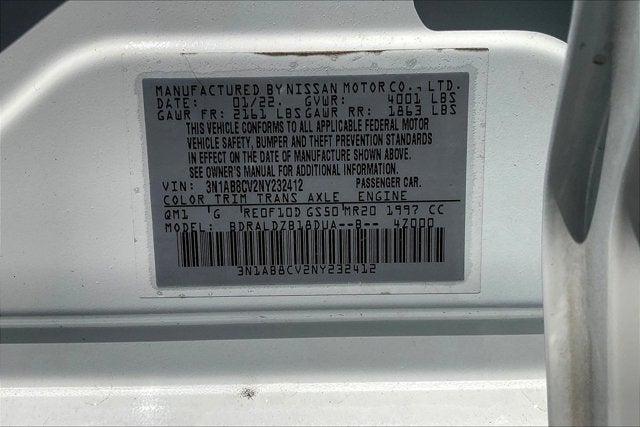 MANUFACTURED BY NISSAN MOTOR CO., LTD.
DATE: 01/22. GVWR: 4001 LBS
GAWR FR: 2161 LBS GAWR RR: 1863 LBS
THIS VEHICLE CONFORMS TO ALL APPLICABLE FEDERAL MOTOR
VEHICLE SAFETY, BUMPER AND THEFT PREVENTION STANDARDS
IN EFFECT ON THE DATE OF MANUFACTURE SHOWN ABOVE.
SEE OWNER'S MANUAL FOR ADDITIONAL INFORMATION.
VIN: 3N1AB8CV2NY232412 PASSENGER CAR.
COLOR TRIM TRANS AXLE ENGINE
QM1 G RE0F10D GS50 MR20 1997 CC
MODEL: BDRALDZB18DUA--B-- 4Z000
3N1AB8CV2NY232412